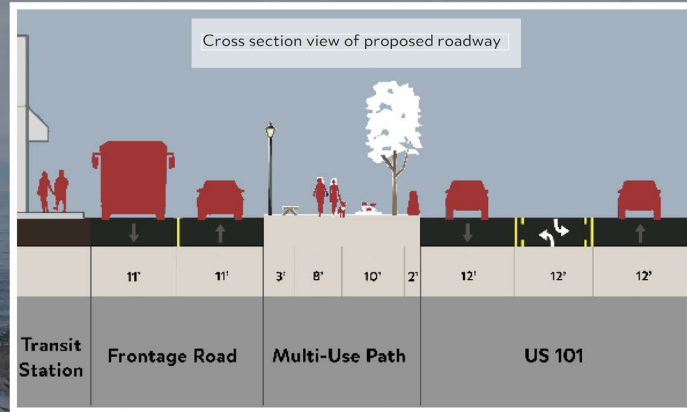 Cross section view of proposed roadway
11' 11' 3' 8' 10' 2' 12' 12' 12'
Transit
Station
Frontage Road
Multi-Use Path
US 101